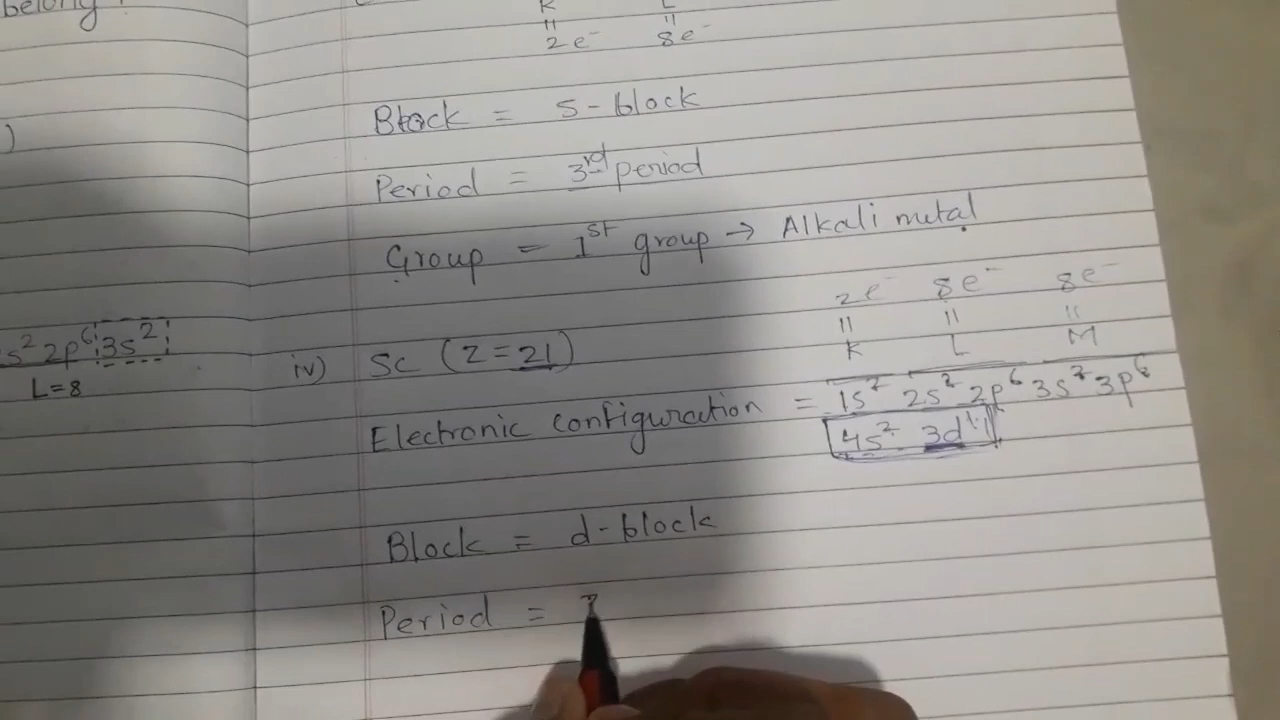 belong?
K L
" "
2e⁻ 8e⁻
)
Block = S-block
Period = 3rd period
Group = 1st group → Alkali metal
s² 2p⁶ 3s²
L=8
2e⁻ 8e⁻ 8e⁻
" " "
K L M
iv) Sc (Z=21)
Electronic configuration = 1s² 2s² 2p⁶ 3s² 3p⁶
4s² 3d¹
Block = d-block
Period =